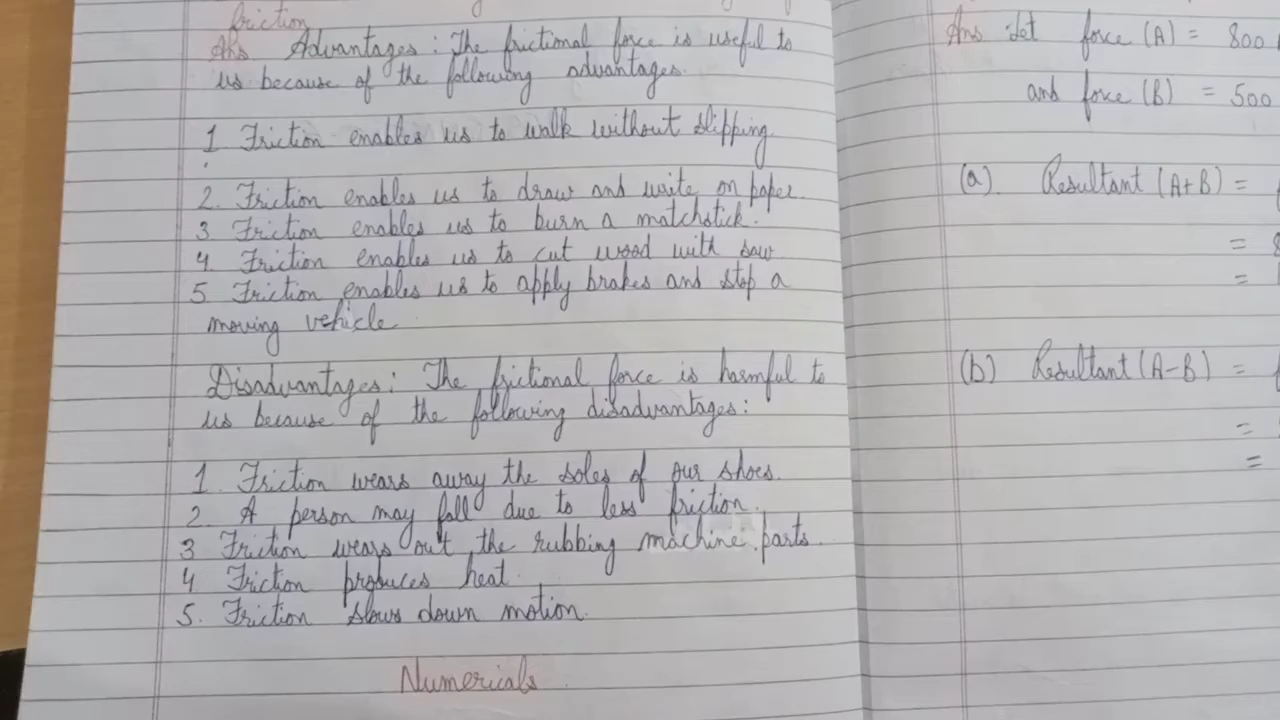 friction
Ans Advantages: The frictional force is useful to
us because of the following advantages.
1 Friction enables us to walk without slipping
2. Friction enables us to draw and write on paper.
3. Friction enables us to burn a matchstick.
4 Friction enables us to cut wood with saw
5 Friction enables us to apply brakes and stop a
moving vehicle
Disadvantages: The frictional force is harmful to
us because of the following disadvantages:
1. Friction wears away the soles of our shoes.
2. A person may fall due to less friction.
3 Friction wears out the rubbing machine parts.
4 Friction produces heat.
5. Friction slows down motion.
Numericals
Ans Let force (A) = 800
and force (B) = 500
(a) Resultant (A+B) =
=
=
(b) Resultant (A-B) =
=
=